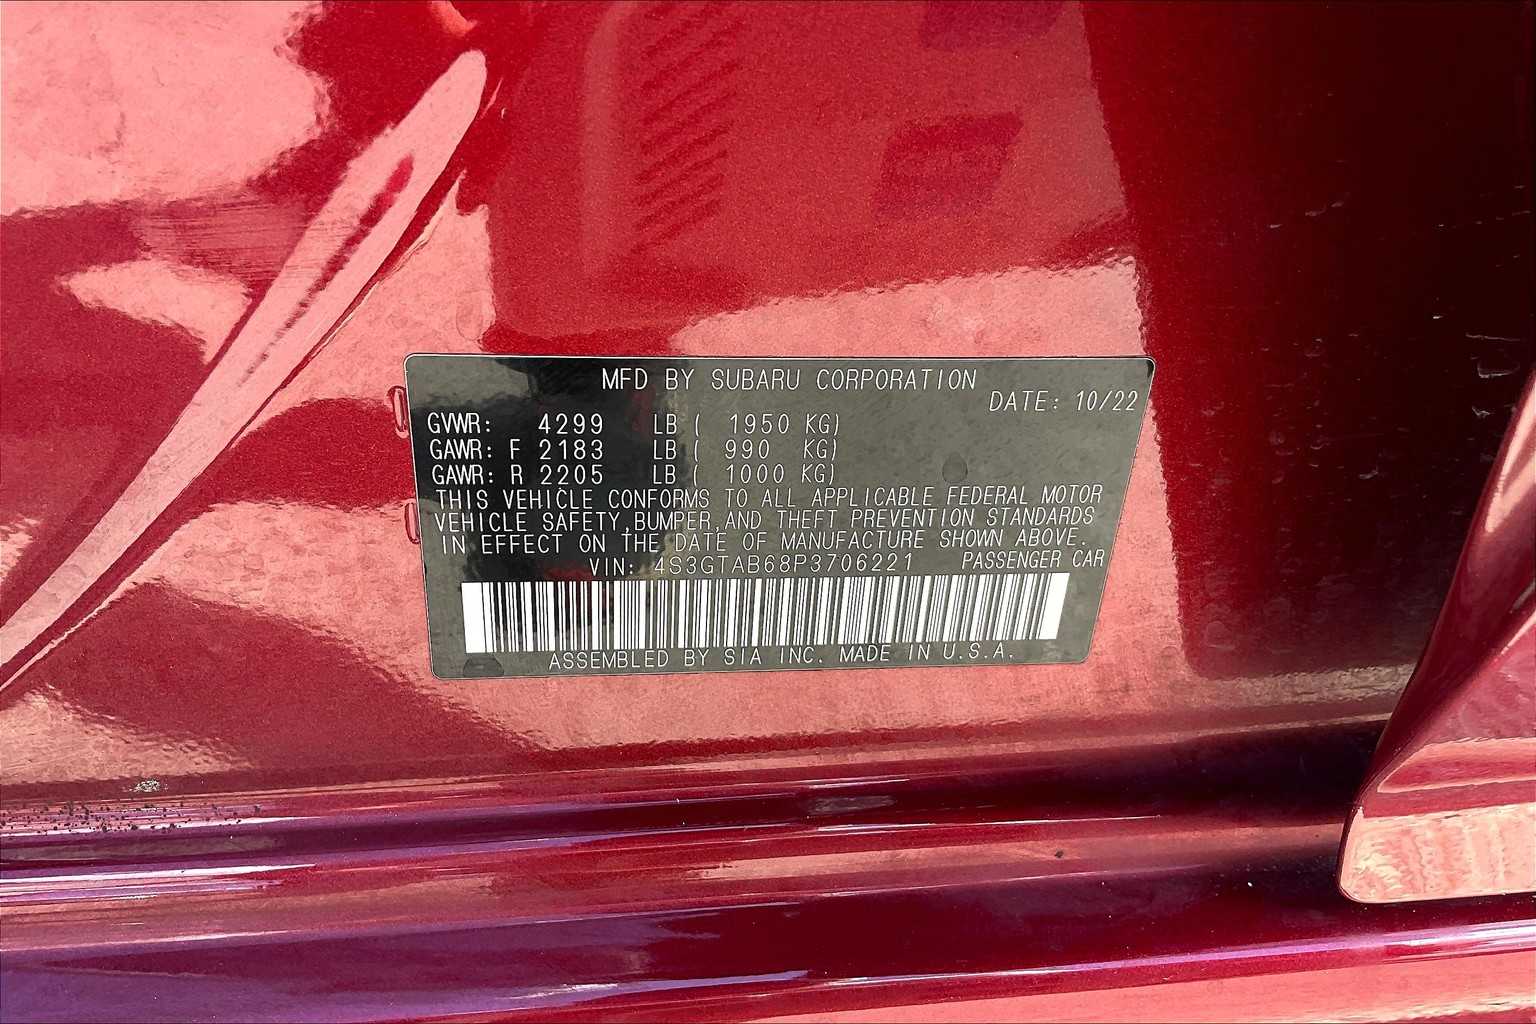 MFD BY SUBARU CORPORATION
DATE: 10/22
GVWR: 4299 LB ( 1950 KG)
GAWR: F 2183 LB ( 990 KG)
GAWR: R 2205 LB ( 1000 KG)
THIS VEHICLE CONFORMS TO ALL APPLICABLE FEDERAL MOTOR
VEHICLE SAFETY,BUMPER,AND THEFT PREVENTION STANDARDS
IN EFFECT ON THE DATE OF MANUFACTURE SHOWN ABOVE.
VIN: 4S3GTAB68P3706221 PASSENGER CAR
ASSEMBLED BY SIA INC. MADE IN U.S.A.